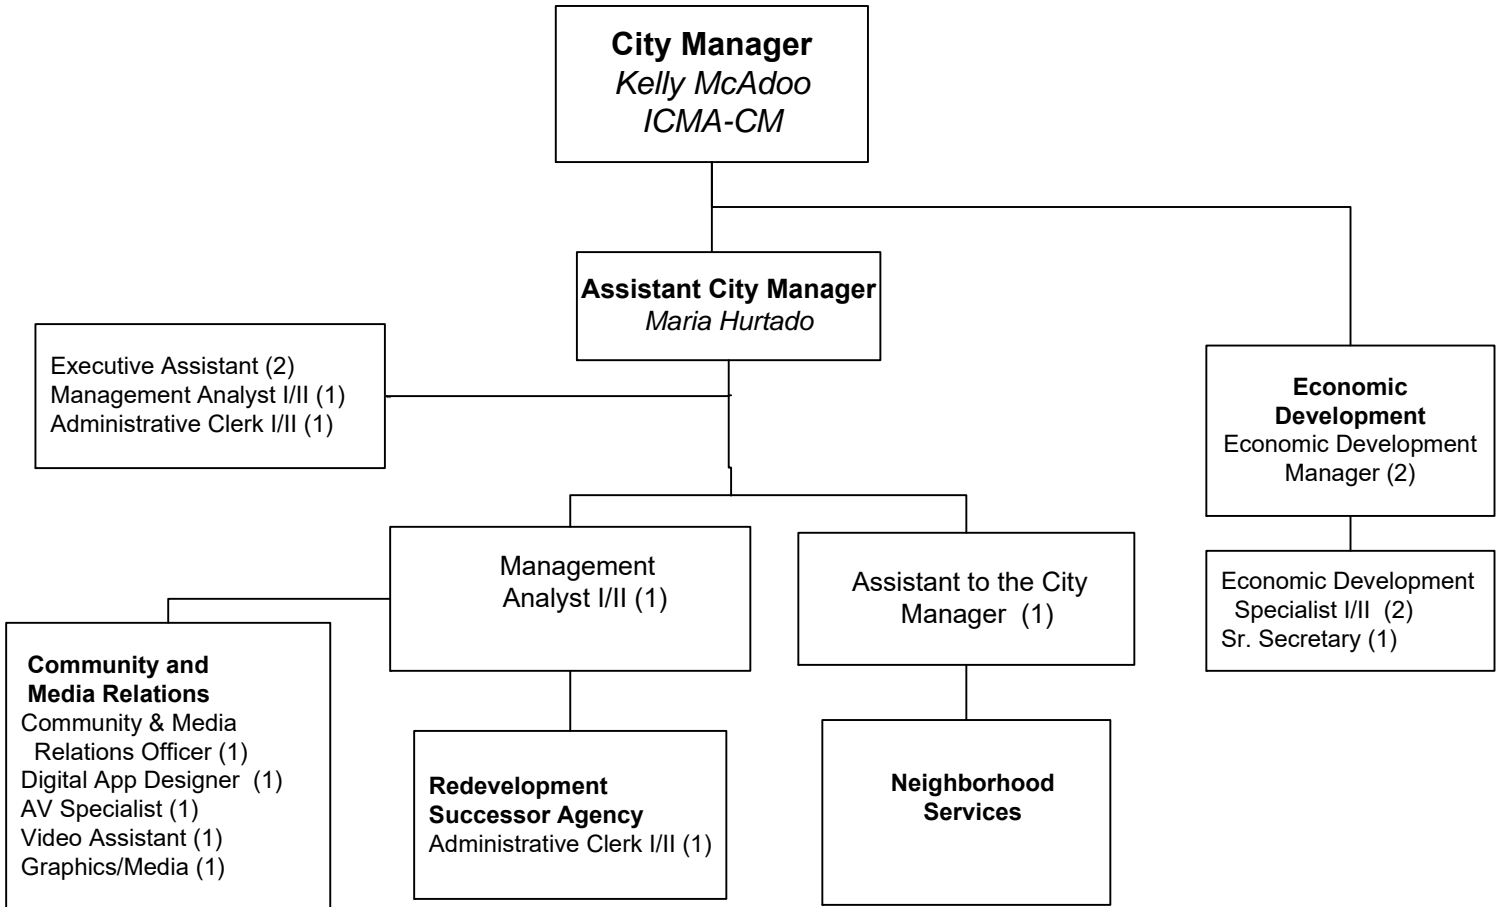 City Manager
Kelly McAdoo
ICMA-CM
Assistant City Manager
Maria Hurtado
Executive Assistant (2)
Management Analyst I/II (1)
Administrative Clerk I/II (1)
Economic
Development
Economic Development
Manager (2)
Management
Analyst I/II (1)
Assistant to the City
Manager (1)
Economic Development
Specialist I/II (2)
Sr. Secretary (1)
Community and
Media Relations
Community & Media
Relations Officer (1)
Digital App Designer (1)
AV Specialist (1)
Video Assistant (1)
Graphics/Media (1)
Redevelopment
Successor Agency
Administrative Clerk I/II (1)
Neighborhood
Services